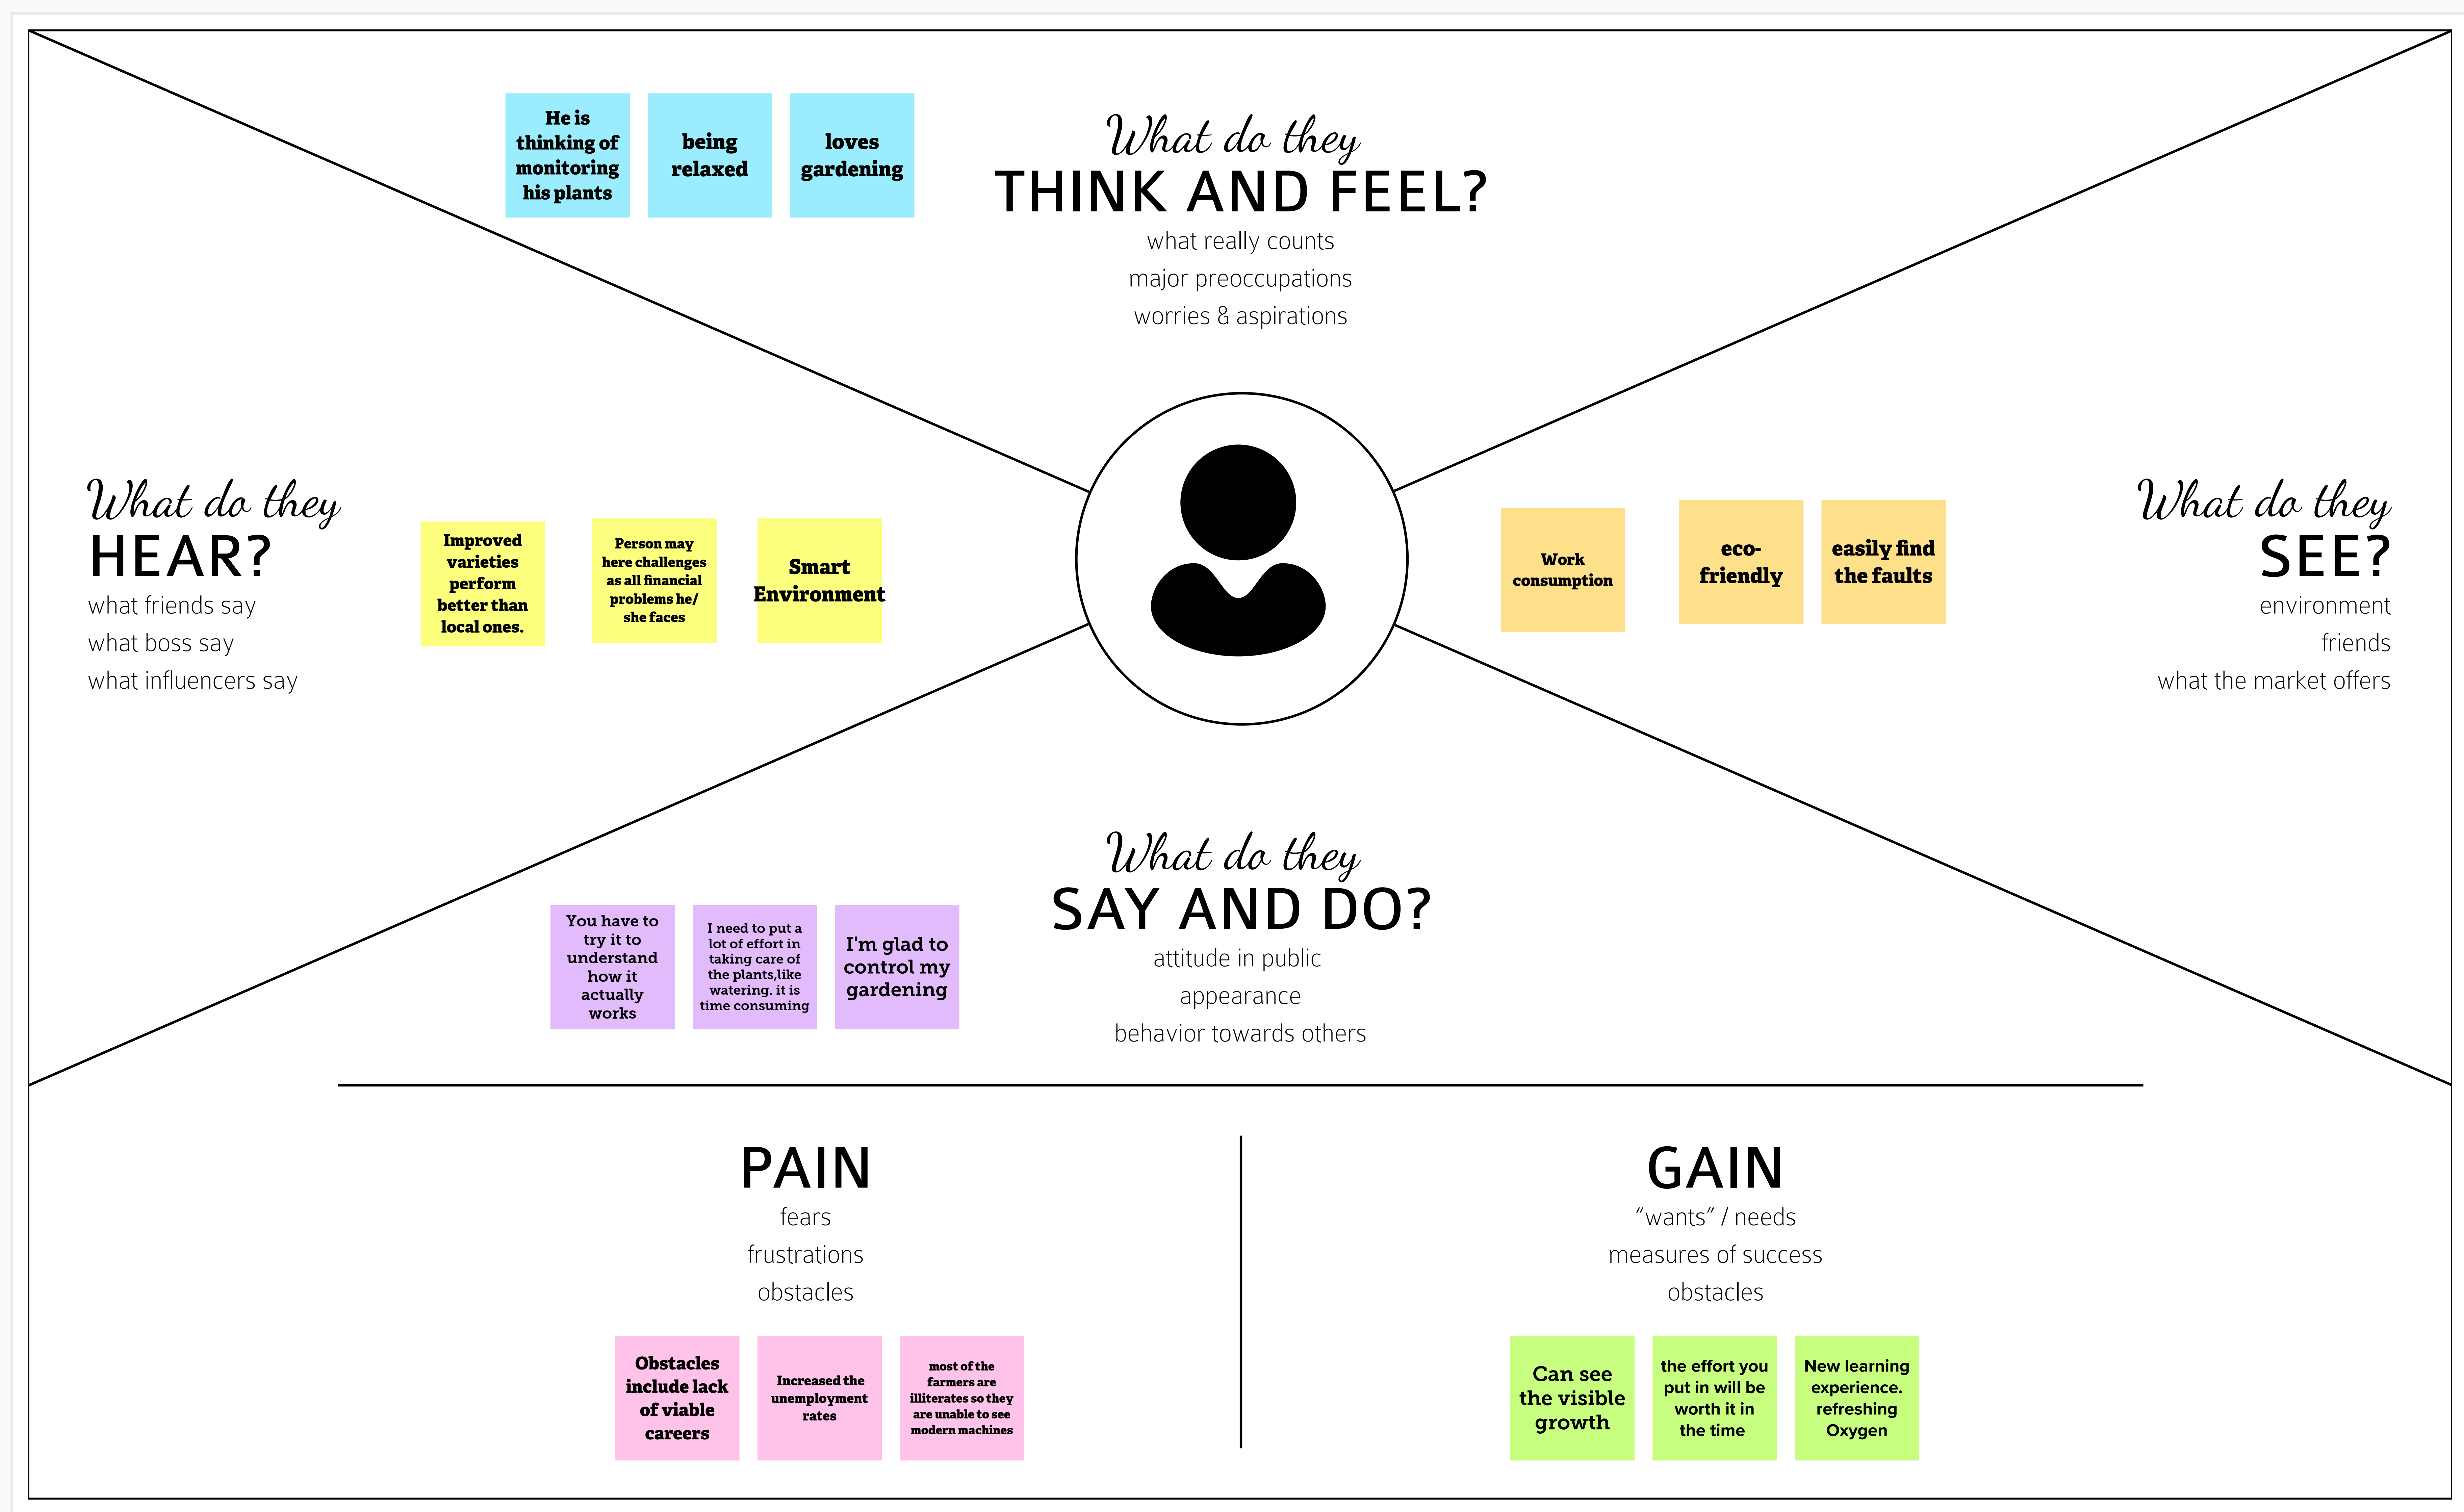 He is
thinking of
monitoring
his plants
being
relaxed
loves
gardening
What do they
THINK AND FEEL?
what really counts
major preoccupations
worries & aspirations
What do they
HEAR?
what friends say
what boss say
what influencers say
Improved
varieties
perform
better than
local ones.
Person may
here challenges
as all financial
problems he/
she faces
Smart
Environment
Work
consumption
eco-
friendly
easily find
the faults
What do they
SEE?
environment
friends
what the market offers
What do they
SAY AND DO?
attitude in public
appearance
behavior towards others
You have to
try it to
understand
how it
actually
works
I need to put a
lot of effort in
taking care of
the plants,like
watering. it is
time consuming
I'm glad to
control my
gardening
PAIN
fears
frustrations
obstacles
Obstacles
include lack
of viable
careers
Increased the
unemployment
rates
most of the
farmers are
illiterates so they
are unable to see
modern machines
GAIN
“wants” / needs
measures of success
obstacles
Can see
the visible
growth
the effort you
put in will be
worth it in
the time
New learning
experience.
refreshing
Oxygen